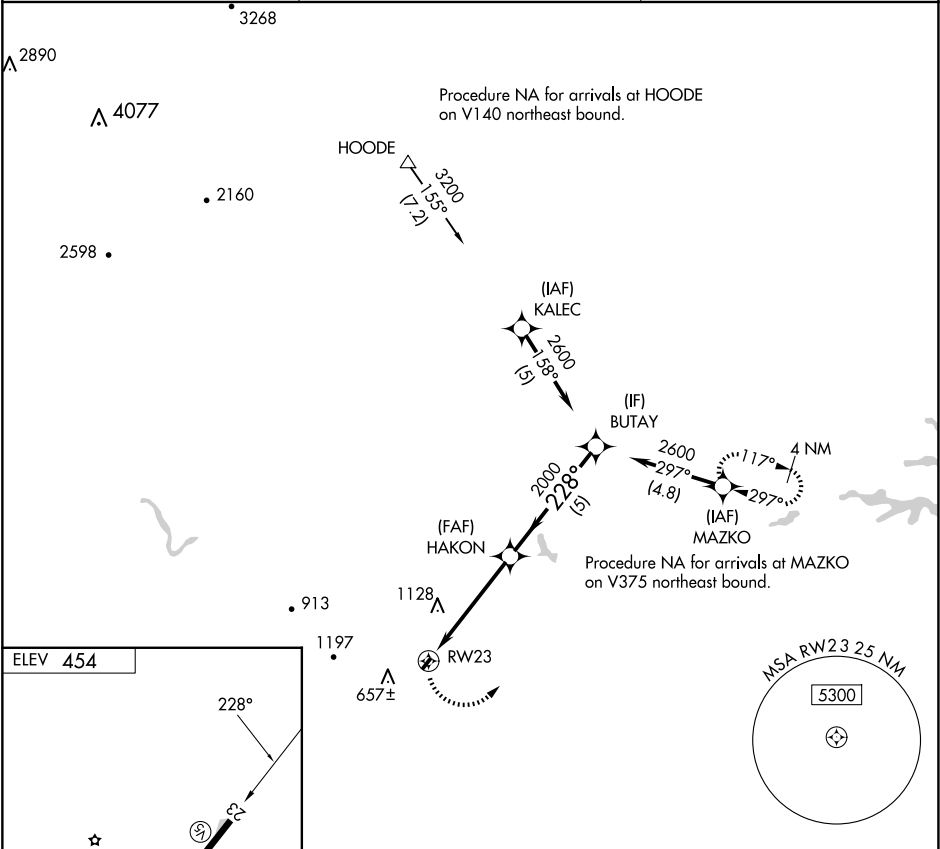 3268
2890
4077
Procedure NA for arrivals at HOODE
on V140 northeast bound.
HOODE
3200
155°
(7.2)
2160
2598
(IAF)
KALEC
2600
158°
(5)
(IF)
BUTAY
2600
297°
(4.8)
117°
4 NM
297°
(IAF)
MAZKO
2000
228°
(5)
(FAF)
HAKON
Procedure NA for arrivals at MAZKO
on V375 northeast bound.
1128
913
1197
RW23
657±
MSA RW23 25 NM
5300
ELEV 454
228°
23
V5